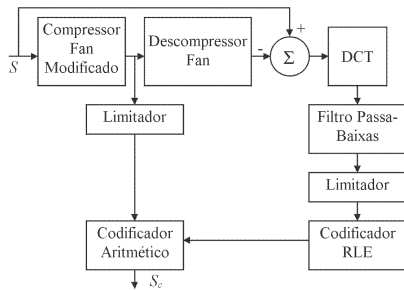 Compressor
Fan
Modificado
Descompressor
Fan
-
+
Σ
DCT
S
Limitador
Filtro Passa-
Baixas
Limitador
Codificador
Aritmético
Codificador
RLE
Sc